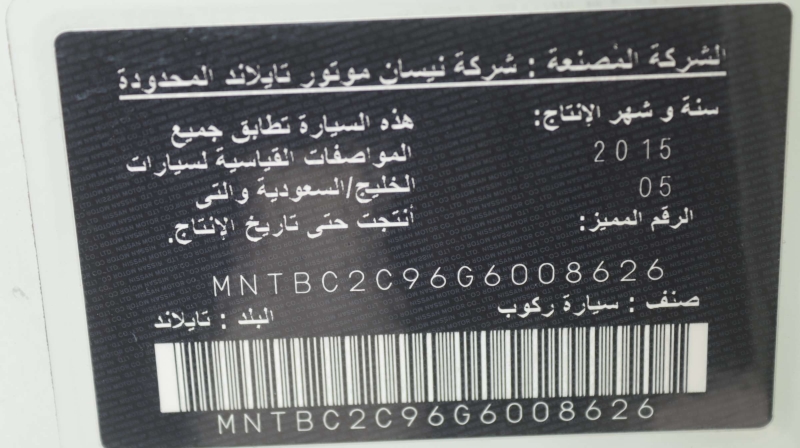 الشركة المصنعة : شركة نيسان موتور تايلاند المحدودة
سنة و شهر الإنتاج:
2015
05
هذه السيارة تطابق جميع
المواصفات القياسية لسيارات
الخليج/السعودية والتى
أنتجت حتى تاريخ الإنتاج.
الرقم المميز:
MNTBC2C96G6008626
صنف : سيارة ركوب
البلد : تايلاند
MNTBC2C96G6008626